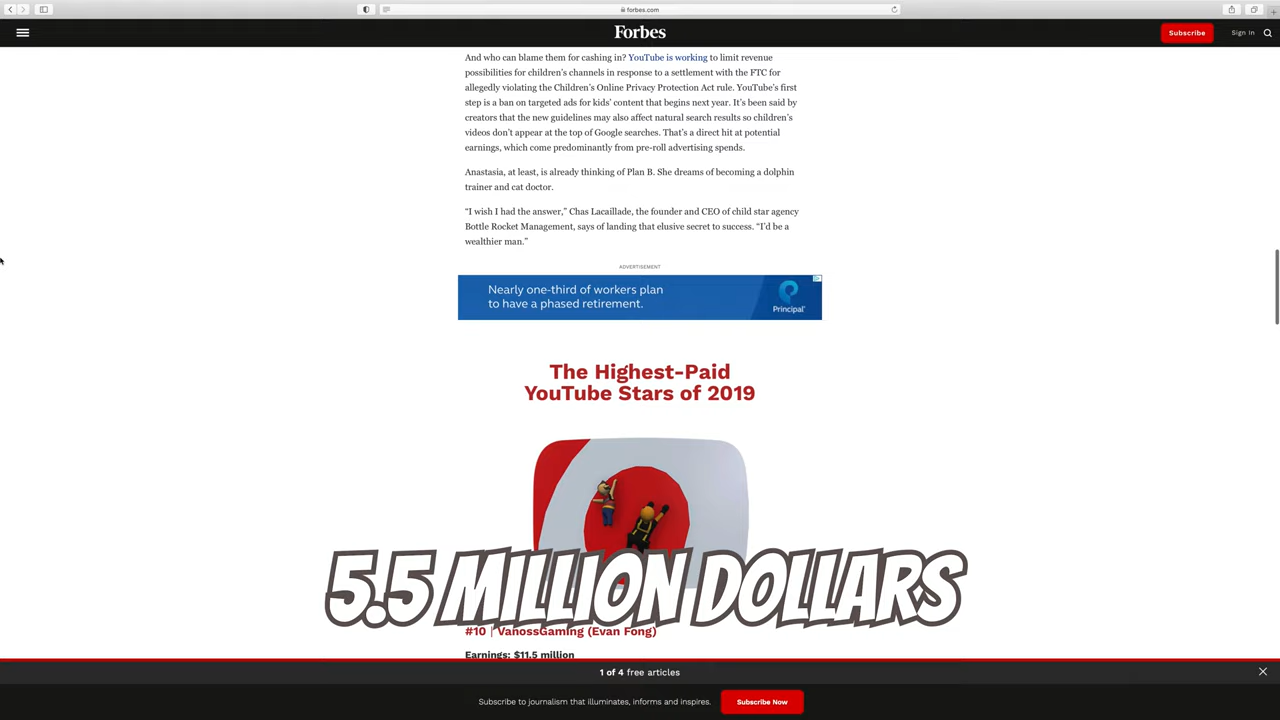 forbes.com
Forbes
Subscribe
Sign In
And who can blame them for cashing in? YouTube is working to limit revenue
possibilities for children's channels in response to a settlement with the FTC for
allegedly violating the Children's Online Privacy Protection Act rule. YouTube's first
step is a ban on targeted ads for kids' content that begins next year. It's been said by
creators that the new guidelines may also affect natural search results so children's
videos don't appear at the top of Google searches. That's a direct hit at potential
earnings, which come predominantly from pre-roll advertising spends.
Anastasia, at least, is already thinking of Plan B. She dreams of becoming a dolphin
trainer and cat doctor.
“I wish I had the answer,” Chas Lacaillade, the founder and CEO of child star agency
Bottle Rocket Management, says of landing that elusive secret to success. “I'd be a
wealthier man.”
ADVERTISEMENT
Nearly one-third of workers plan
to have a phased retirement.
Principal®
The Highest-Paid
YouTube Stars of 2019
5.5 MILLION DOLLARS
#10 | VanossGaming (Evan Fong)
Earnings: $11.5 million
1 of 4 free articles
Subscribe to journalism that illuminates, informs and inspires.
Subscribe Now